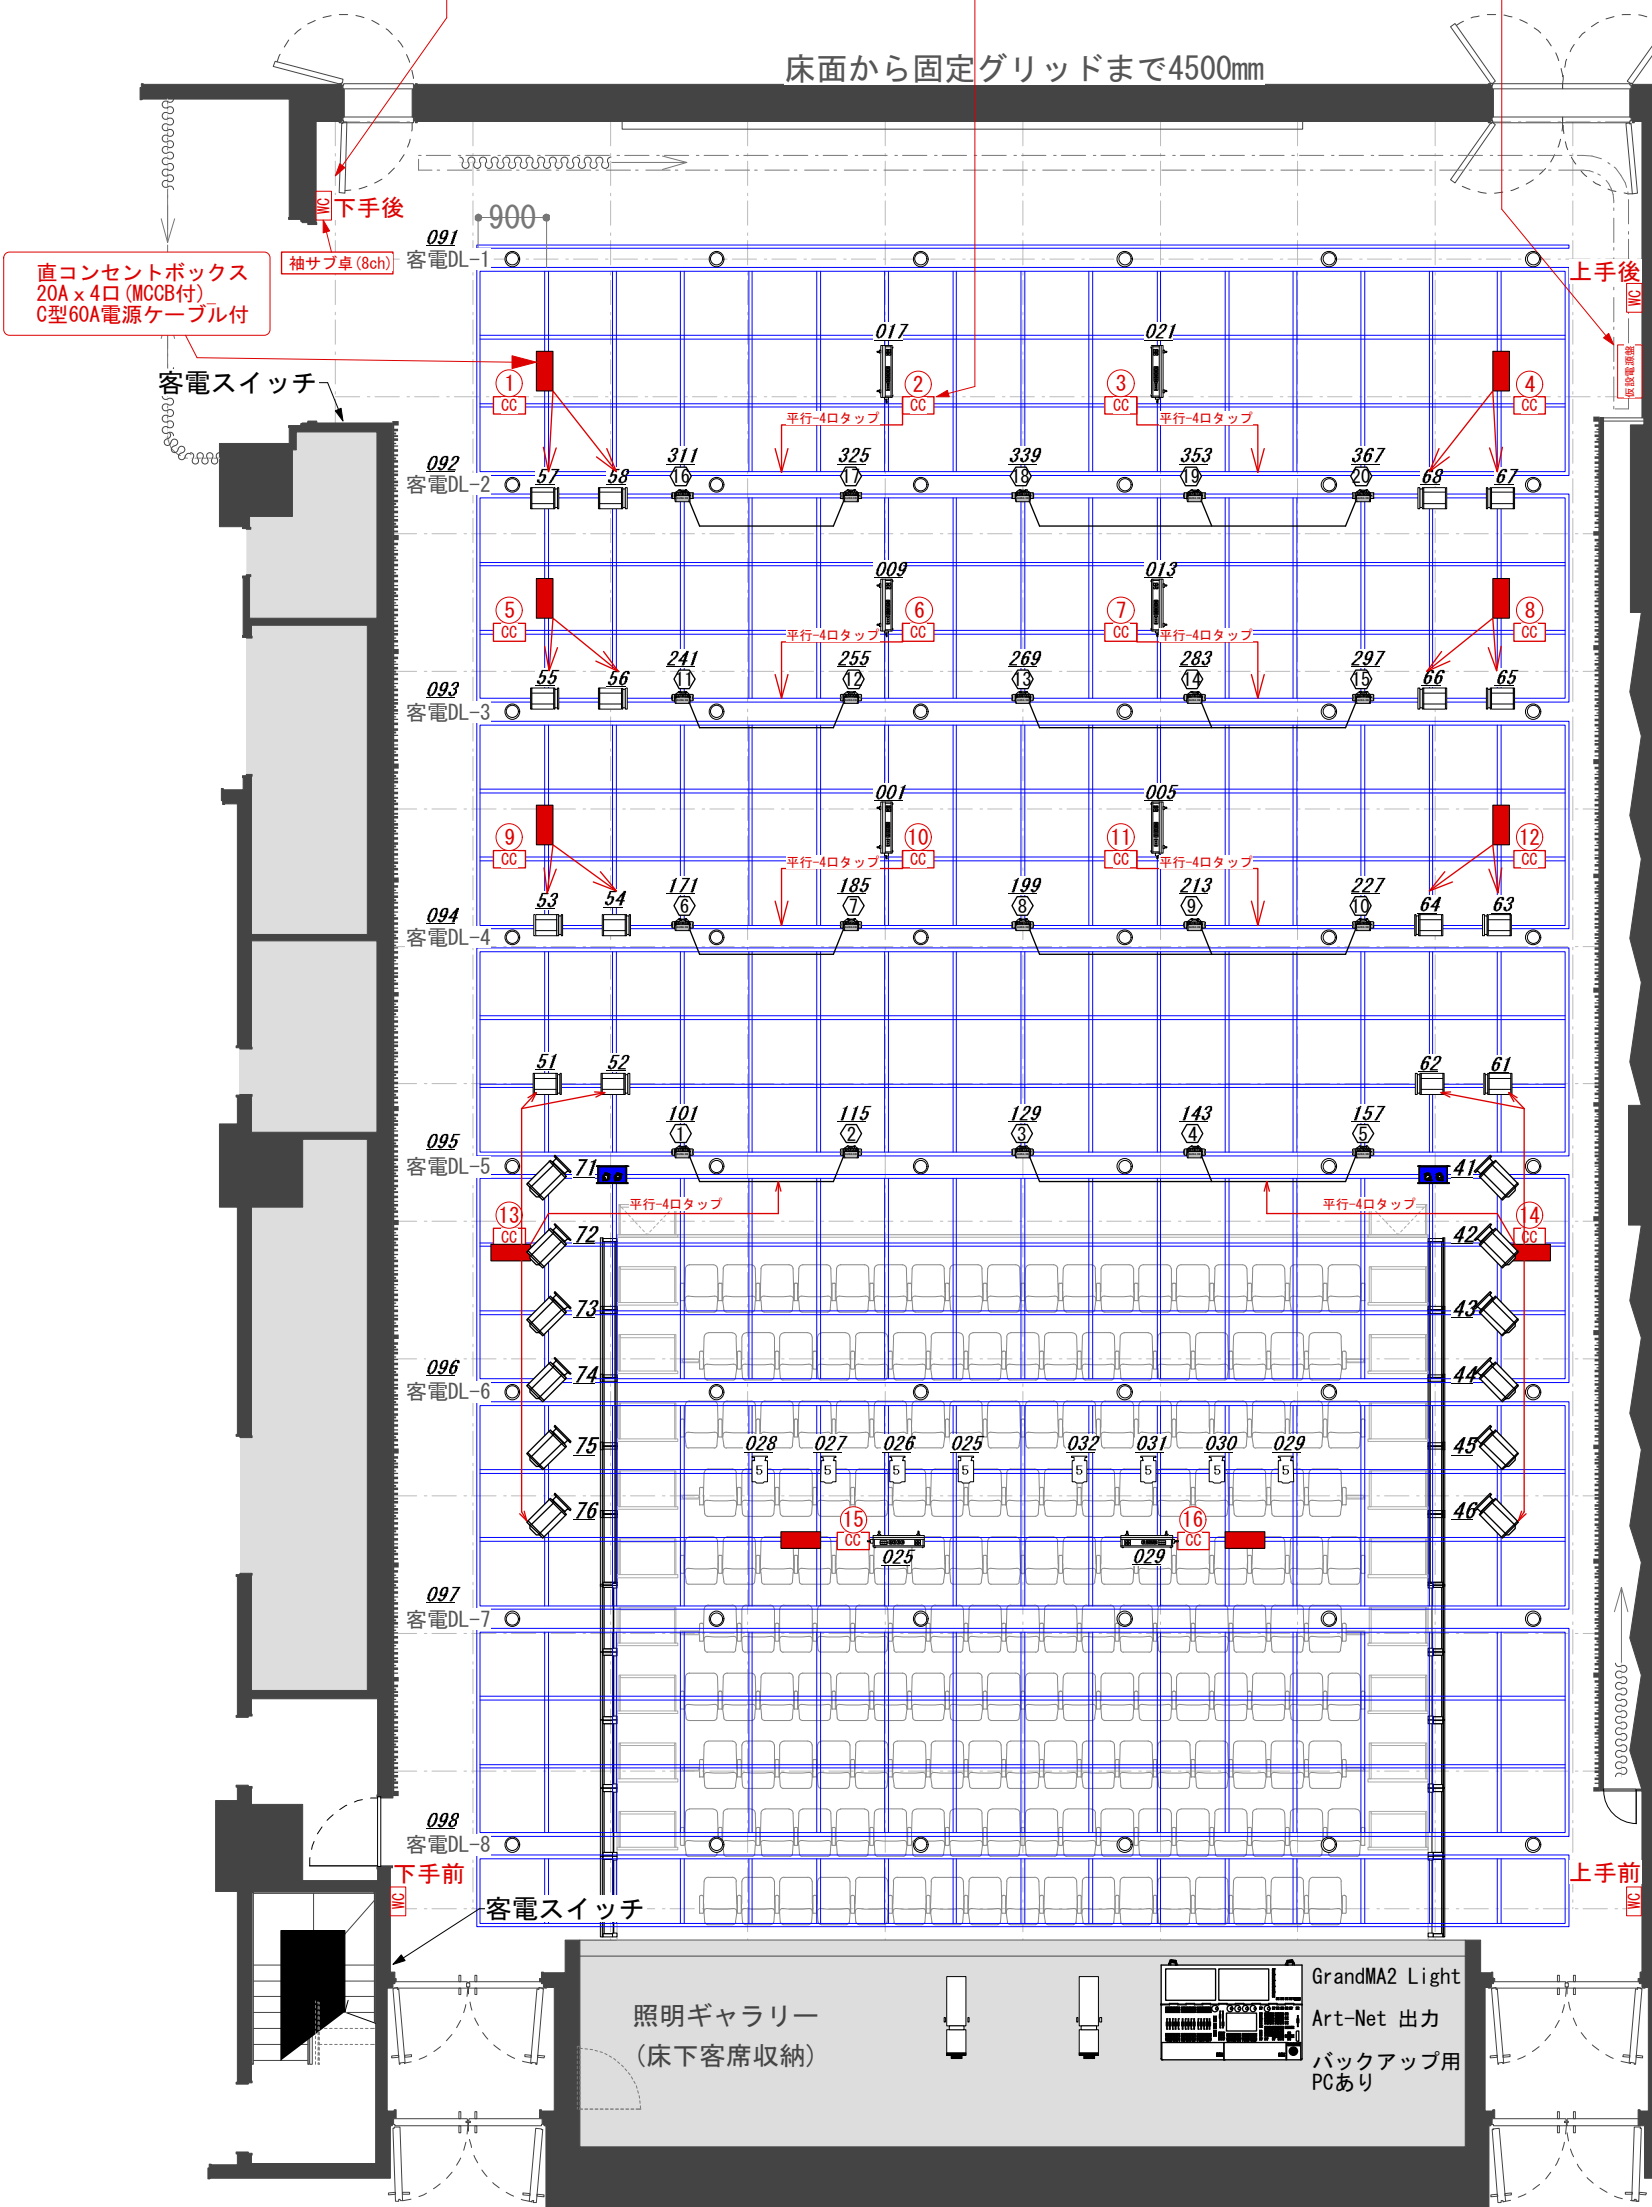 床面から固定グリッドまで4500mm
WC 下手後
900
袖サブ卓(8ch)
091
客電DL-1
直コンセントボックス
20Ax4口(MCCB付)
C型60A電源ケーブル付
上手後
WC
仮設電源盤
客電スイッチ
017 021
① ② ③ ④
CC CC CC CC
平行-4口タップ 平行-4口タップ
092
客電DL-2
57 58 311 325 339 353 367 68 67
16 17 18 19 20
009 013
⑤ ⑥ ⑦ ⑧
CC CC CC CC
平行-4口タップ 平行-4口タップ
093
客電DL-3
55 56 241 255 269 283 297 66 65
11 12 13 14 15
001 005
⑨ ⑩ ⑪ ⑫
CC CC CC CC
平行-4口タップ 平行-4口タップ
094
客電DL-4
53 54 171 185 199 213 227 64 63
6 7 8 9 10
51 52 62 61
101 115 129 143 157
1 2 3 4 5
095
客電DL-5
71 41
平行-4口タップ 平行-4口タップ
⑬ ⑭
CC CC
72 42
73 43
74 44
096
客電DL-6
75 028 027 026 025 032 031 030 029 45
5 5 5 5 5 5 5 5
76 46
⑮ ⑯
CC CC
025 029
097
客電DL-7
098
客電DL-8
下手前
WC
上手前
WC
客電スイッチ
照明ギャラリー
(床下客席収納)
GrandMA2 Light
Art-Net 出力
バックアップ用
PCあり